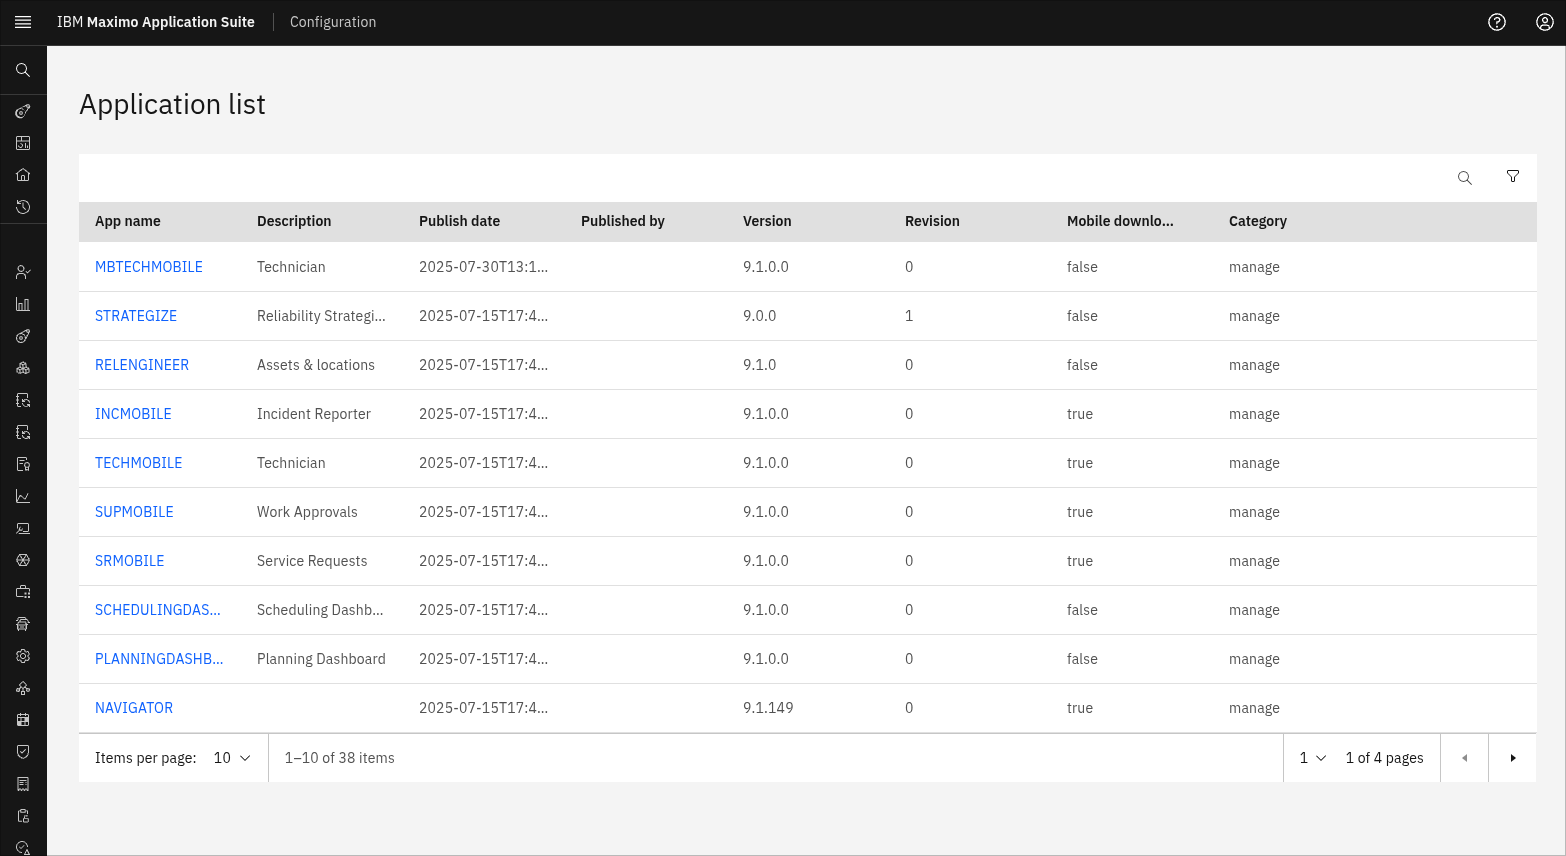 IBM Maximo Application Suite Configuration
Application list
App name Description Publish date Published by Version Revision Mobile downlo... Category
MBTECHMOBILE Technician 2025-07-30T13:1... 9.1.0.0 0 false manage
STRATEGIZE Reliability Strategi... 2025-07-15T17:4... 9.0.0 1 false manage
RELENGINEER Assets & locations 2025-07-15T17:4... 9.1.0 0 false manage
INCMOBILE Incident Reporter 2025-07-15T17:4... 9.1.0.0 0 true manage
TECHMOBILE Technician 2025-07-15T17:4... 9.1.0.0 0 true manage
SUPMOBILE Work Approvals 2025-07-15T17:4... 9.1.0.0 0 true manage
SRMOBILE Service Requests 2025-07-15T17:4... 9.1.0.0 0 true manage
SCHEDULINGDAS... Scheduling Dashb... 2025-07-15T17:4... 9.1.0.0 0 false manage
PLANNINGDASHB... Planning Dashboard 2025-07-15T17:4... 9.1.0.0 0 false manage
NAVIGATOR 2025-07-15T17:4... 9.1.149 0 true manage
Items per page: 10 1–10 of 38 items 1 1 of 4 pages